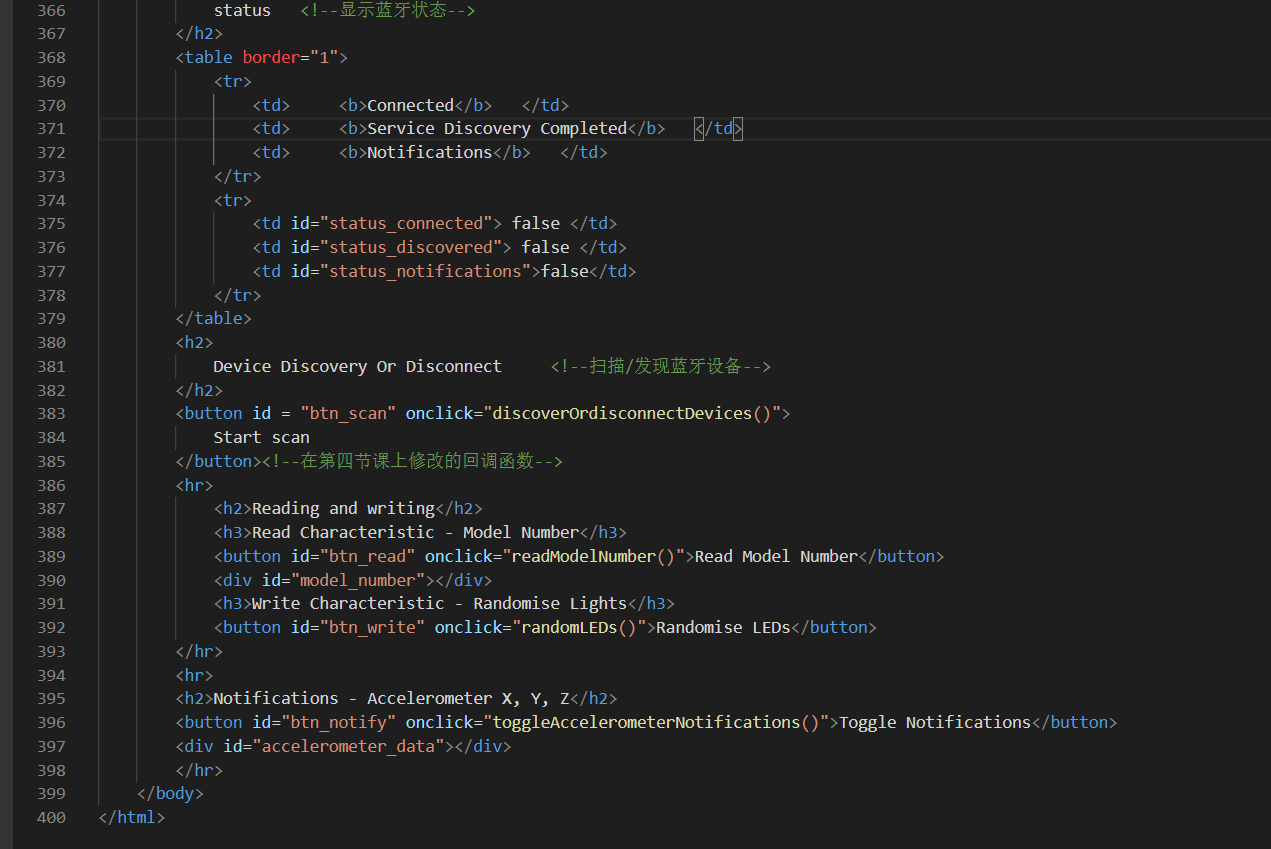 366 status <!--显示蓝牙状态-->
367 </h2>
368 <table border="1">
369 <tr>
370 <td> <b>Connected</b> </td>
371 <td> <b>Service Discovery Completed</b> </td>
372 <td> <b>Notifications</b> </td>
373 </tr>
374 <tr>
375 <td id="status_connected"> false </td>
376 <td id="status_discovered"> false </td>
377 <td id="status_notifications">false</td>
378 </tr>
379 </table>
380 <h2>
381 Device Discovery Or Disconnect <!--扫描/发现蓝牙设备-->
382 </h2>
383 <button id = "btn_scan" onclick="discoverOrdisconnectDevices()">
384 Start scan
385 </button><!--在第四节课上修改的回调函数-->
386 <hr>
387 <h2>Reading and writing</h2>
388 <h3>Read Characteristic - Model Number</h3>
389 <button id="btn_read" onclick="readModelNumber()">Read Model Number</button>
390 <div id="model_number"></div>
391 <h3>Write Characteristic - Randomise Lights</h3>
392 <button id="btn_write" onclick="randomLEDs()">Randomise LEDs</button>
393 </hr>
394 <hr>
395 <h2>Notifications - Accelerometer X, Y, Z</h2>
396 <button id="btn_notify" onclick="toggleAccelerometerNotifications()">Toggle Notifications</button>
397 <div id="accelerometer_data"></div>
398 </hr>
399 </body>
400 </html>